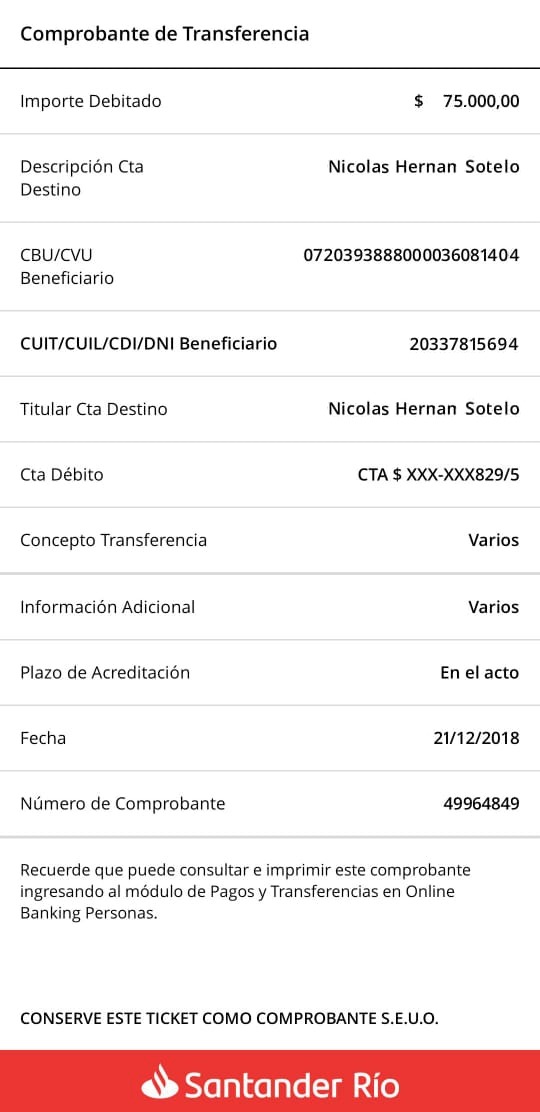 Comprobante de Transferencia
Importe Debitado $ 75.000,00
Descripción Cta Nicolas Hernan Sotelo
Destino
CBU/CVU 0720393888000036081404
Beneficiario
CUIT/CUIL/CDI/DNI Beneficiario 20337815694
Titular Cta Destino Nicolas Hernan Sotelo
Cta Débito CTA $ XXX-XXX829/5
Concepto Transferencia Varios
Información Adicional Varios
Plazo de Acreditación En el acto
Fecha 21/12/2018
Número de Comprobante 49964849
Recuerde que puede consultar e imprimir este comprobante
ingresando al módulo de Pagos y Transferencias en Online
Banking Personas.
CONSERVE ESTE TICKET COMO COMPROBANTE S.E.U.O.
Santander Río